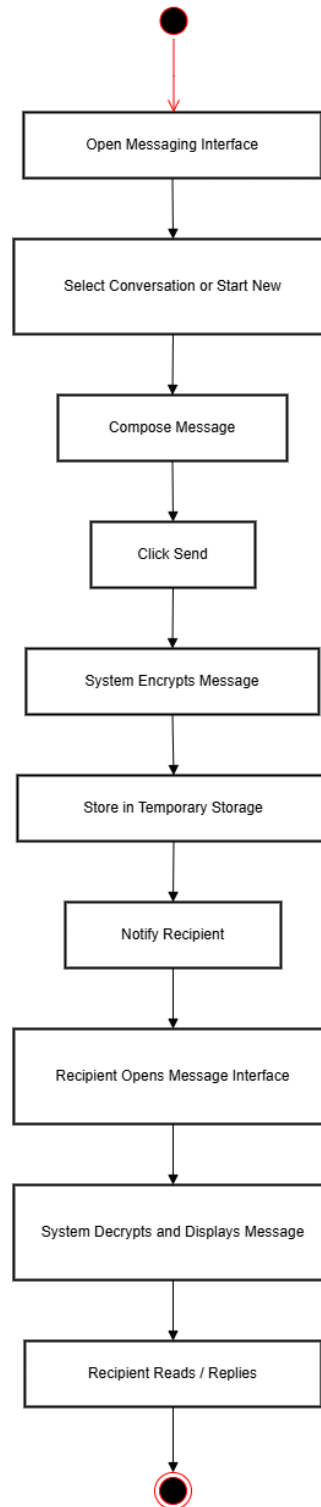 Open Messaging Interface
Select Conversation or Start New
Compose Message
Click Send
System Encrypts Message
Store in Temporary Storage
Notify Recipient
Recipient Opens Message Interface
System Decrypts and Displays Message
Recipient Reads / Replies